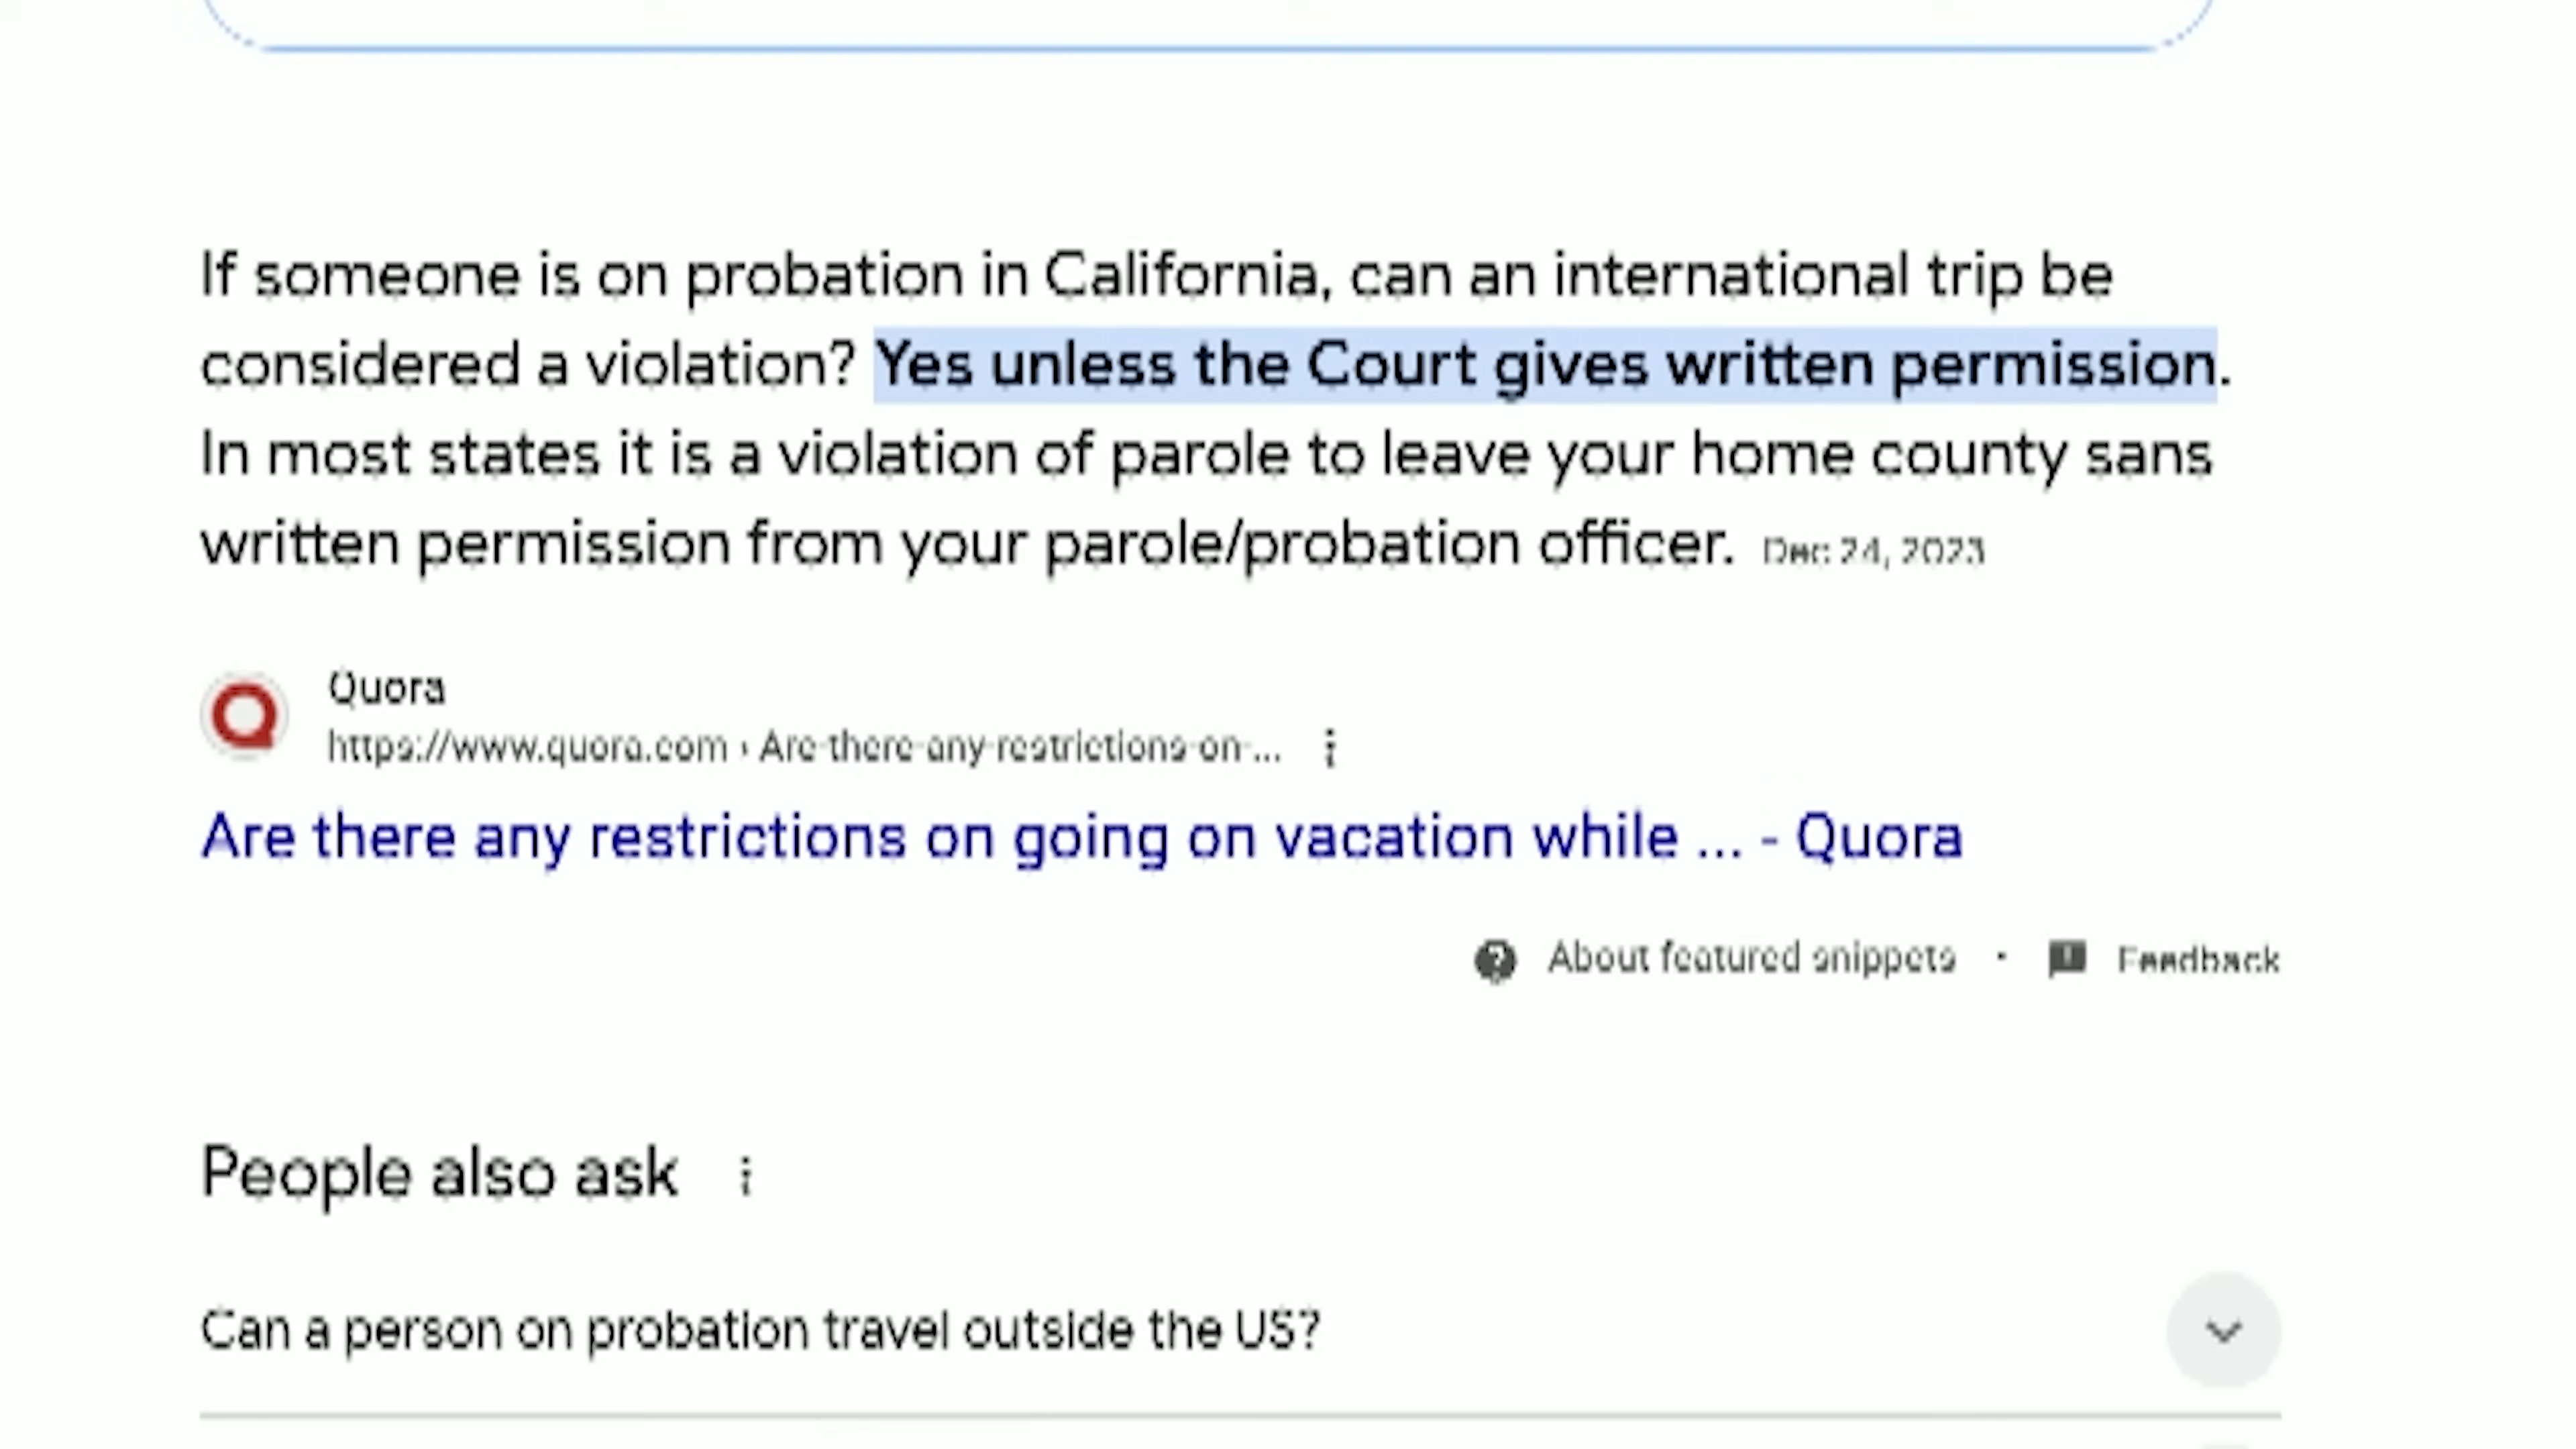 If someone is on probation in California, can an international trip be
considered a violation? Yes unless the Court gives written permission.
In most states it is a violation of parole to leave your home county sans
written permission from your parole/probation officer. Dec 24, 2023
Quora
https://www.quora.com › Are-there-any-restrictions-on-...
Are there any restrictions on going on vacation while ... - Quora
About featured snippets · Feedback
People also ask
Can a person on probation travel outside the US?